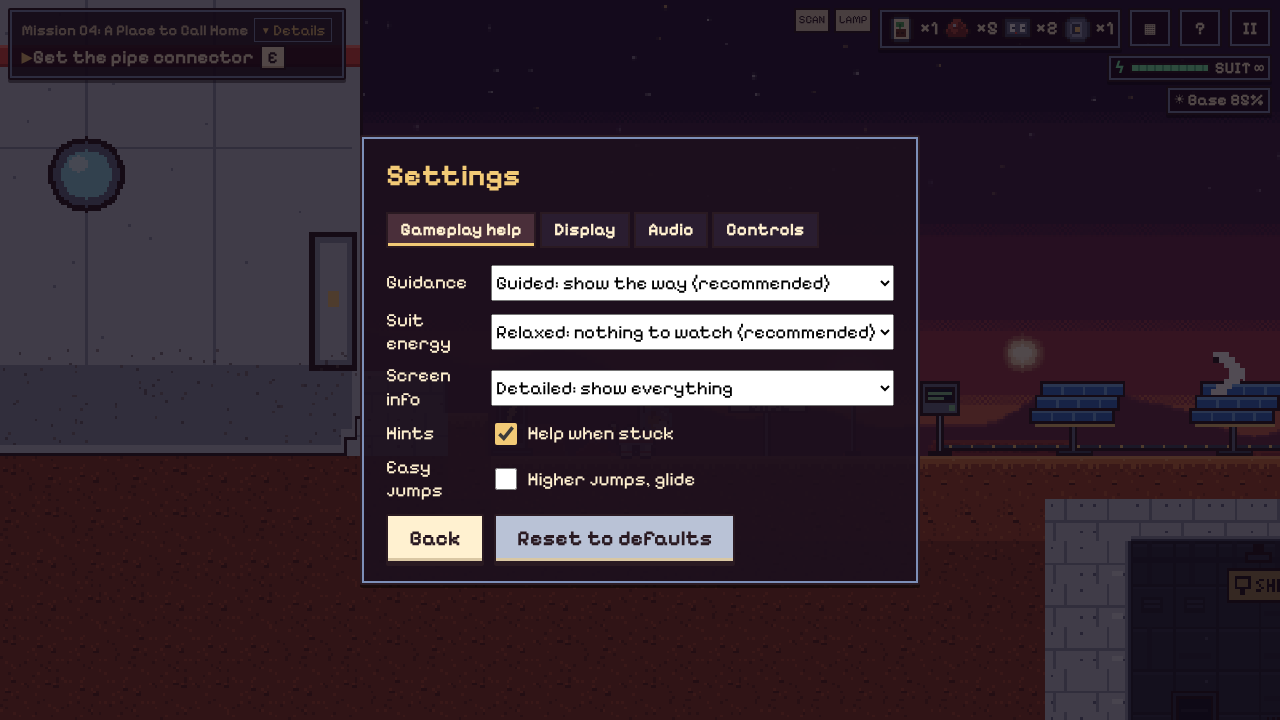 Mission 04: A Place to Call Home
▾ Details
▶Get the pipe connector E
SCAN
LAMP
×1 ×8 ×8 ×1
?
II
SUIT ∞
Base 88%
Settings
Gameplay help
Display
Audio
Controls
Guidance
Guided: show the way (recommended)
Suit
energy
Relaxed: nothing to watch (recommended)
Screen
info
Detailed: show everything
Hints
Help when stuck
Easy
jumps
Higher jumps, glide
Back
Reset to defaults